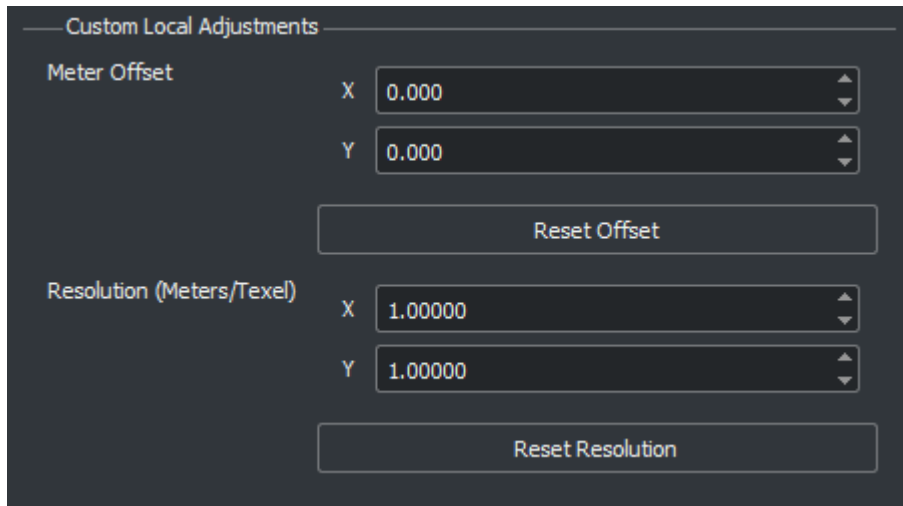 Custom Local Adjustments
Meter Offset
X 0.000
Y 0.000
Reset Offset
Resolution (Meters/Texel)
X 1.00000
Y 1.00000
Reset Resolution